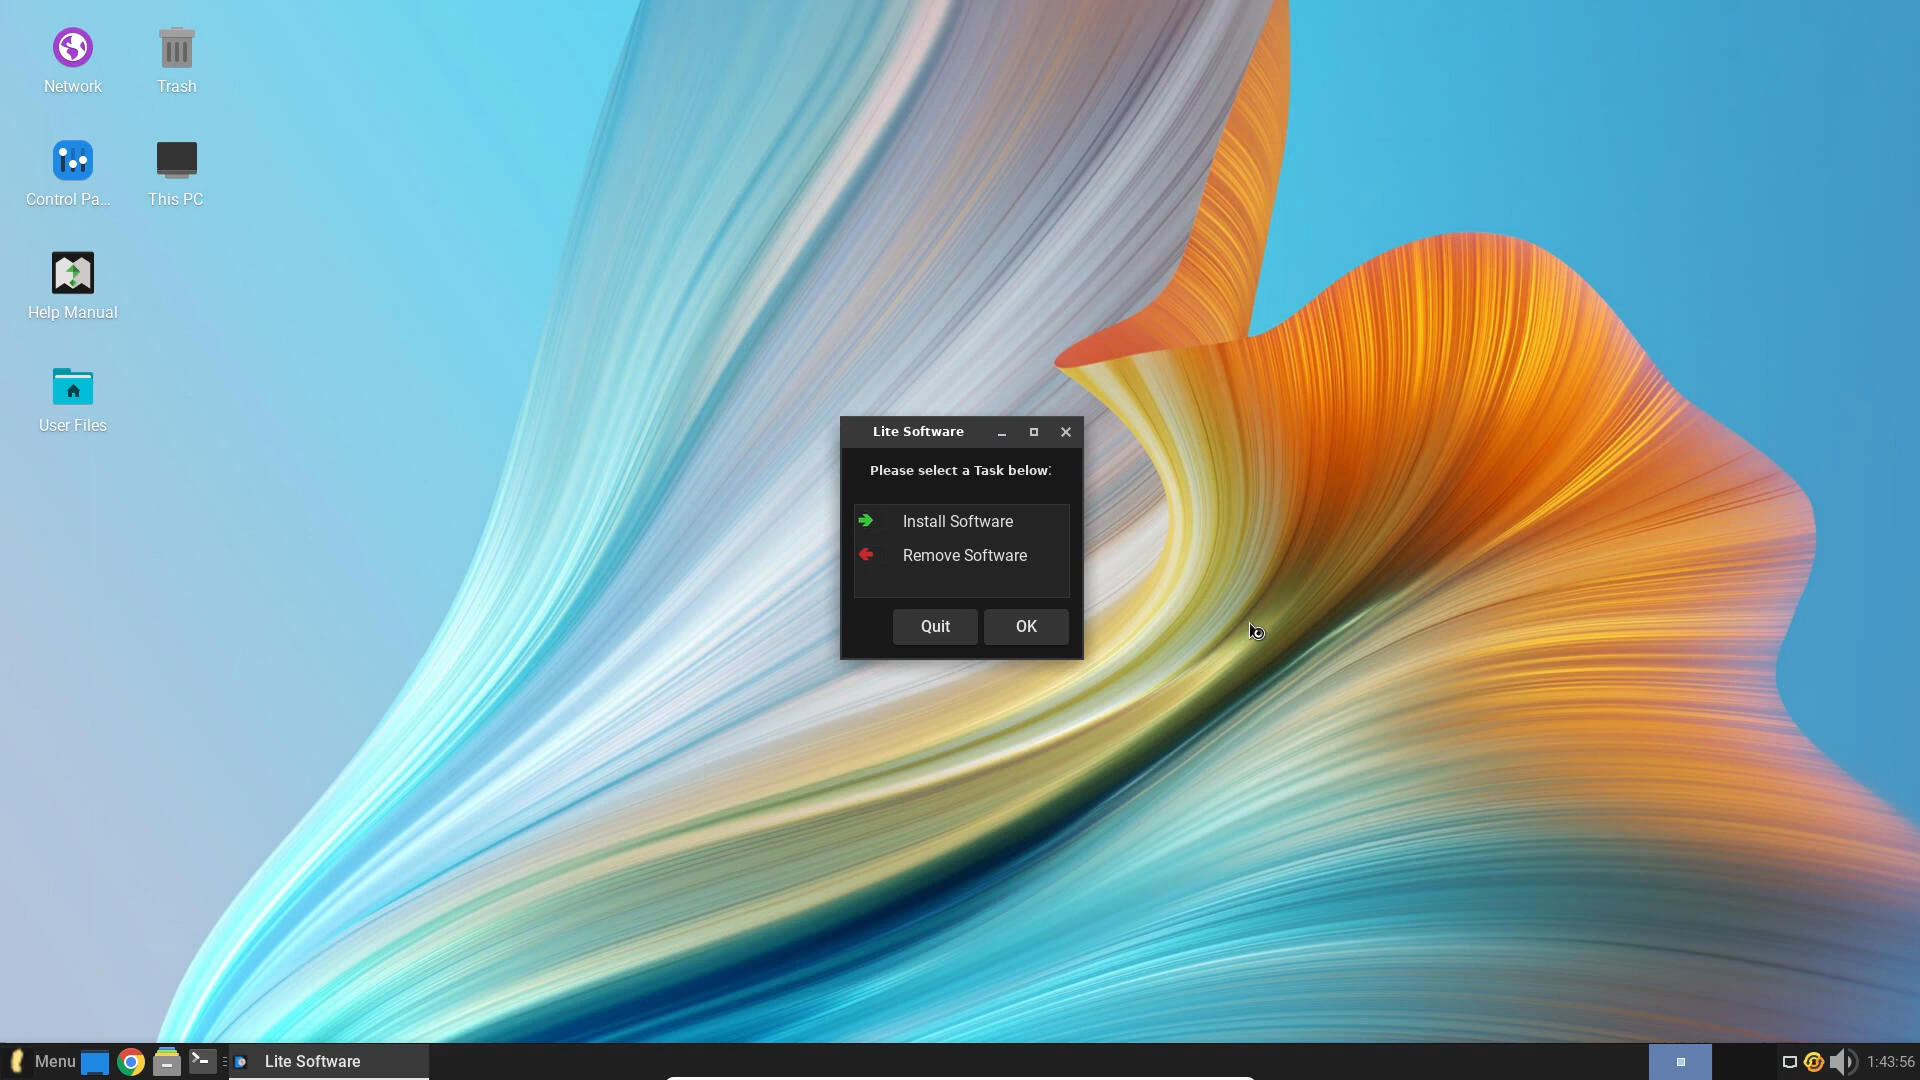 Network
Trash
Control Pa...
This PC
Help Manual
User Files
Lite Software
Please select a Task below:
Install Software
Remove Software
Quit
OK
Menu
Lite Software
1:43:56